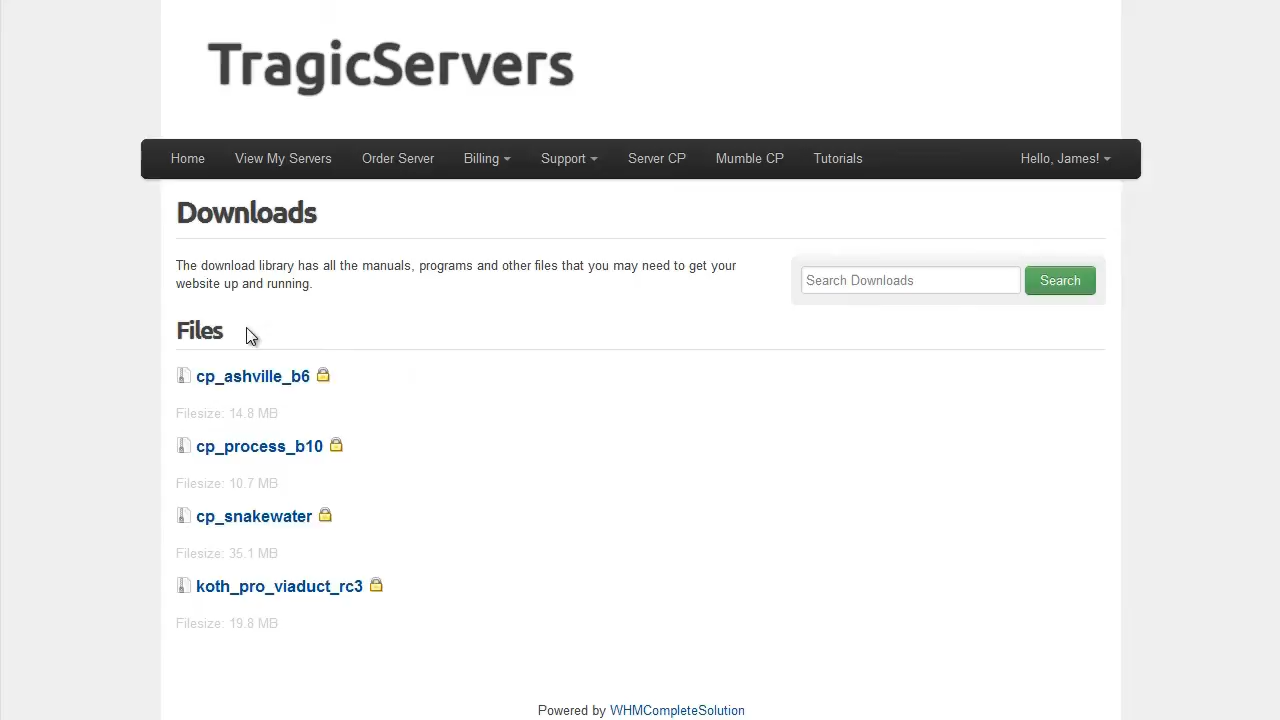 TragicServers
Home View My Servers Order Server Billing Support Server CP Mumble CP Tutorials Hello, James!
Downloads
The download library has all the manuals, programs and other files that you may need to get your
website up and running.
Search Downloads Search
Files
cp_ashville_b6
Filesize: 14.8 MB
cp_process_b10
Filesize: 10.7 MB
cp_snakewater
Filesize: 35.1 MB
koth_pro_viaduct_rc3
Filesize: 19.8 MB
Powered by WHMCompleteSolution